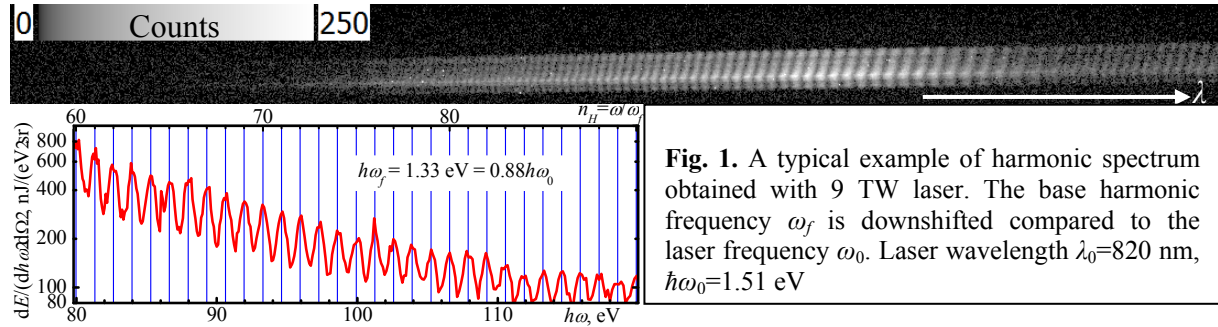 0 Counts 250
λ
60 70 80 n_H=ω/ω_f
dE/(dħωdΩ), nJ/(eV·sr)
800
600
400
200
100
80
hω_f = 1.33 eV = 0.88hω_0
80 90 100 110 hω, eV
Fig. 1. A typical example of harmonic spectrum
obtained with 9 TW laser. The base harmonic
frequency ω_f is downshifted compared to the
laser frequency ω_0. Laser wavelength λ_0=820 nm,
ħω_0=1.51 eV